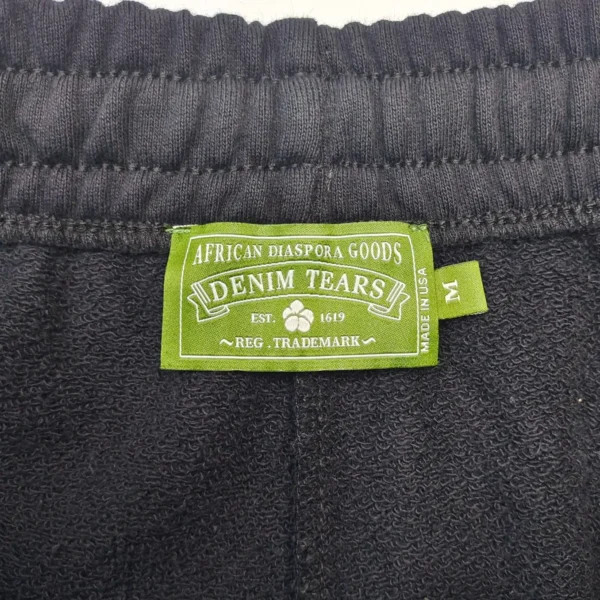 AFRICAN DIASPORA GOODS
DENIM TEARS
EST. 1619
~REG . TRADEMARK~
MADE IN USA
M